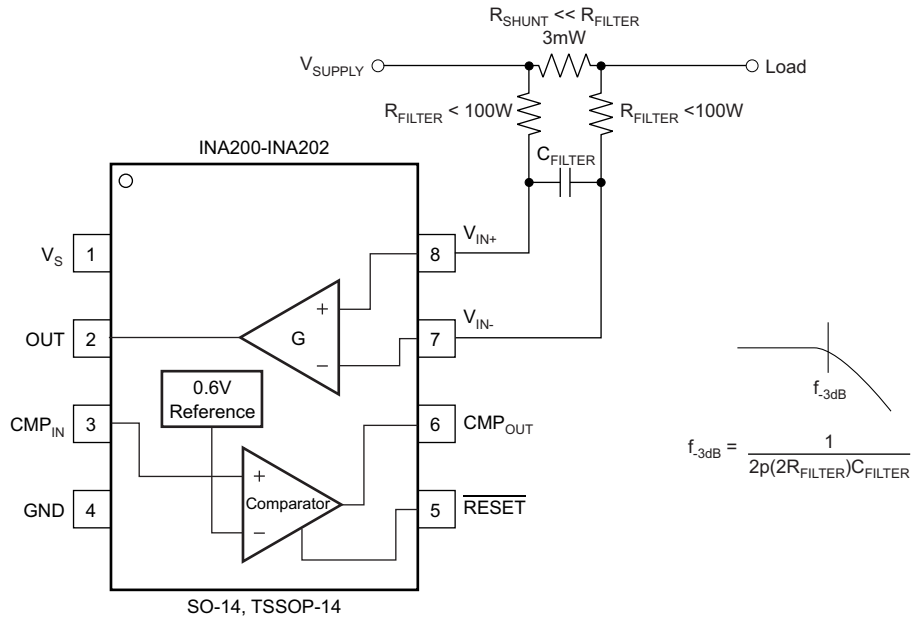 R_SHUNT << R_FILTER
3mW
V_SUPPLY
Load
R_FILTER < 100W
R_FILTER <100W
INA200-INA202
C_FILTER
V_S
1
8
V_IN+
OUT
2
G
+
−
7
V_IN-
0.6V
Reference
CMP_IN
3
6
CMP_OUT
+
Comparator
−
GND
4
5
RESET
SO-14, TSSOP-14
f_-3dB
f_-3dB = 1
2p(2R_FILTER)C_FILTER